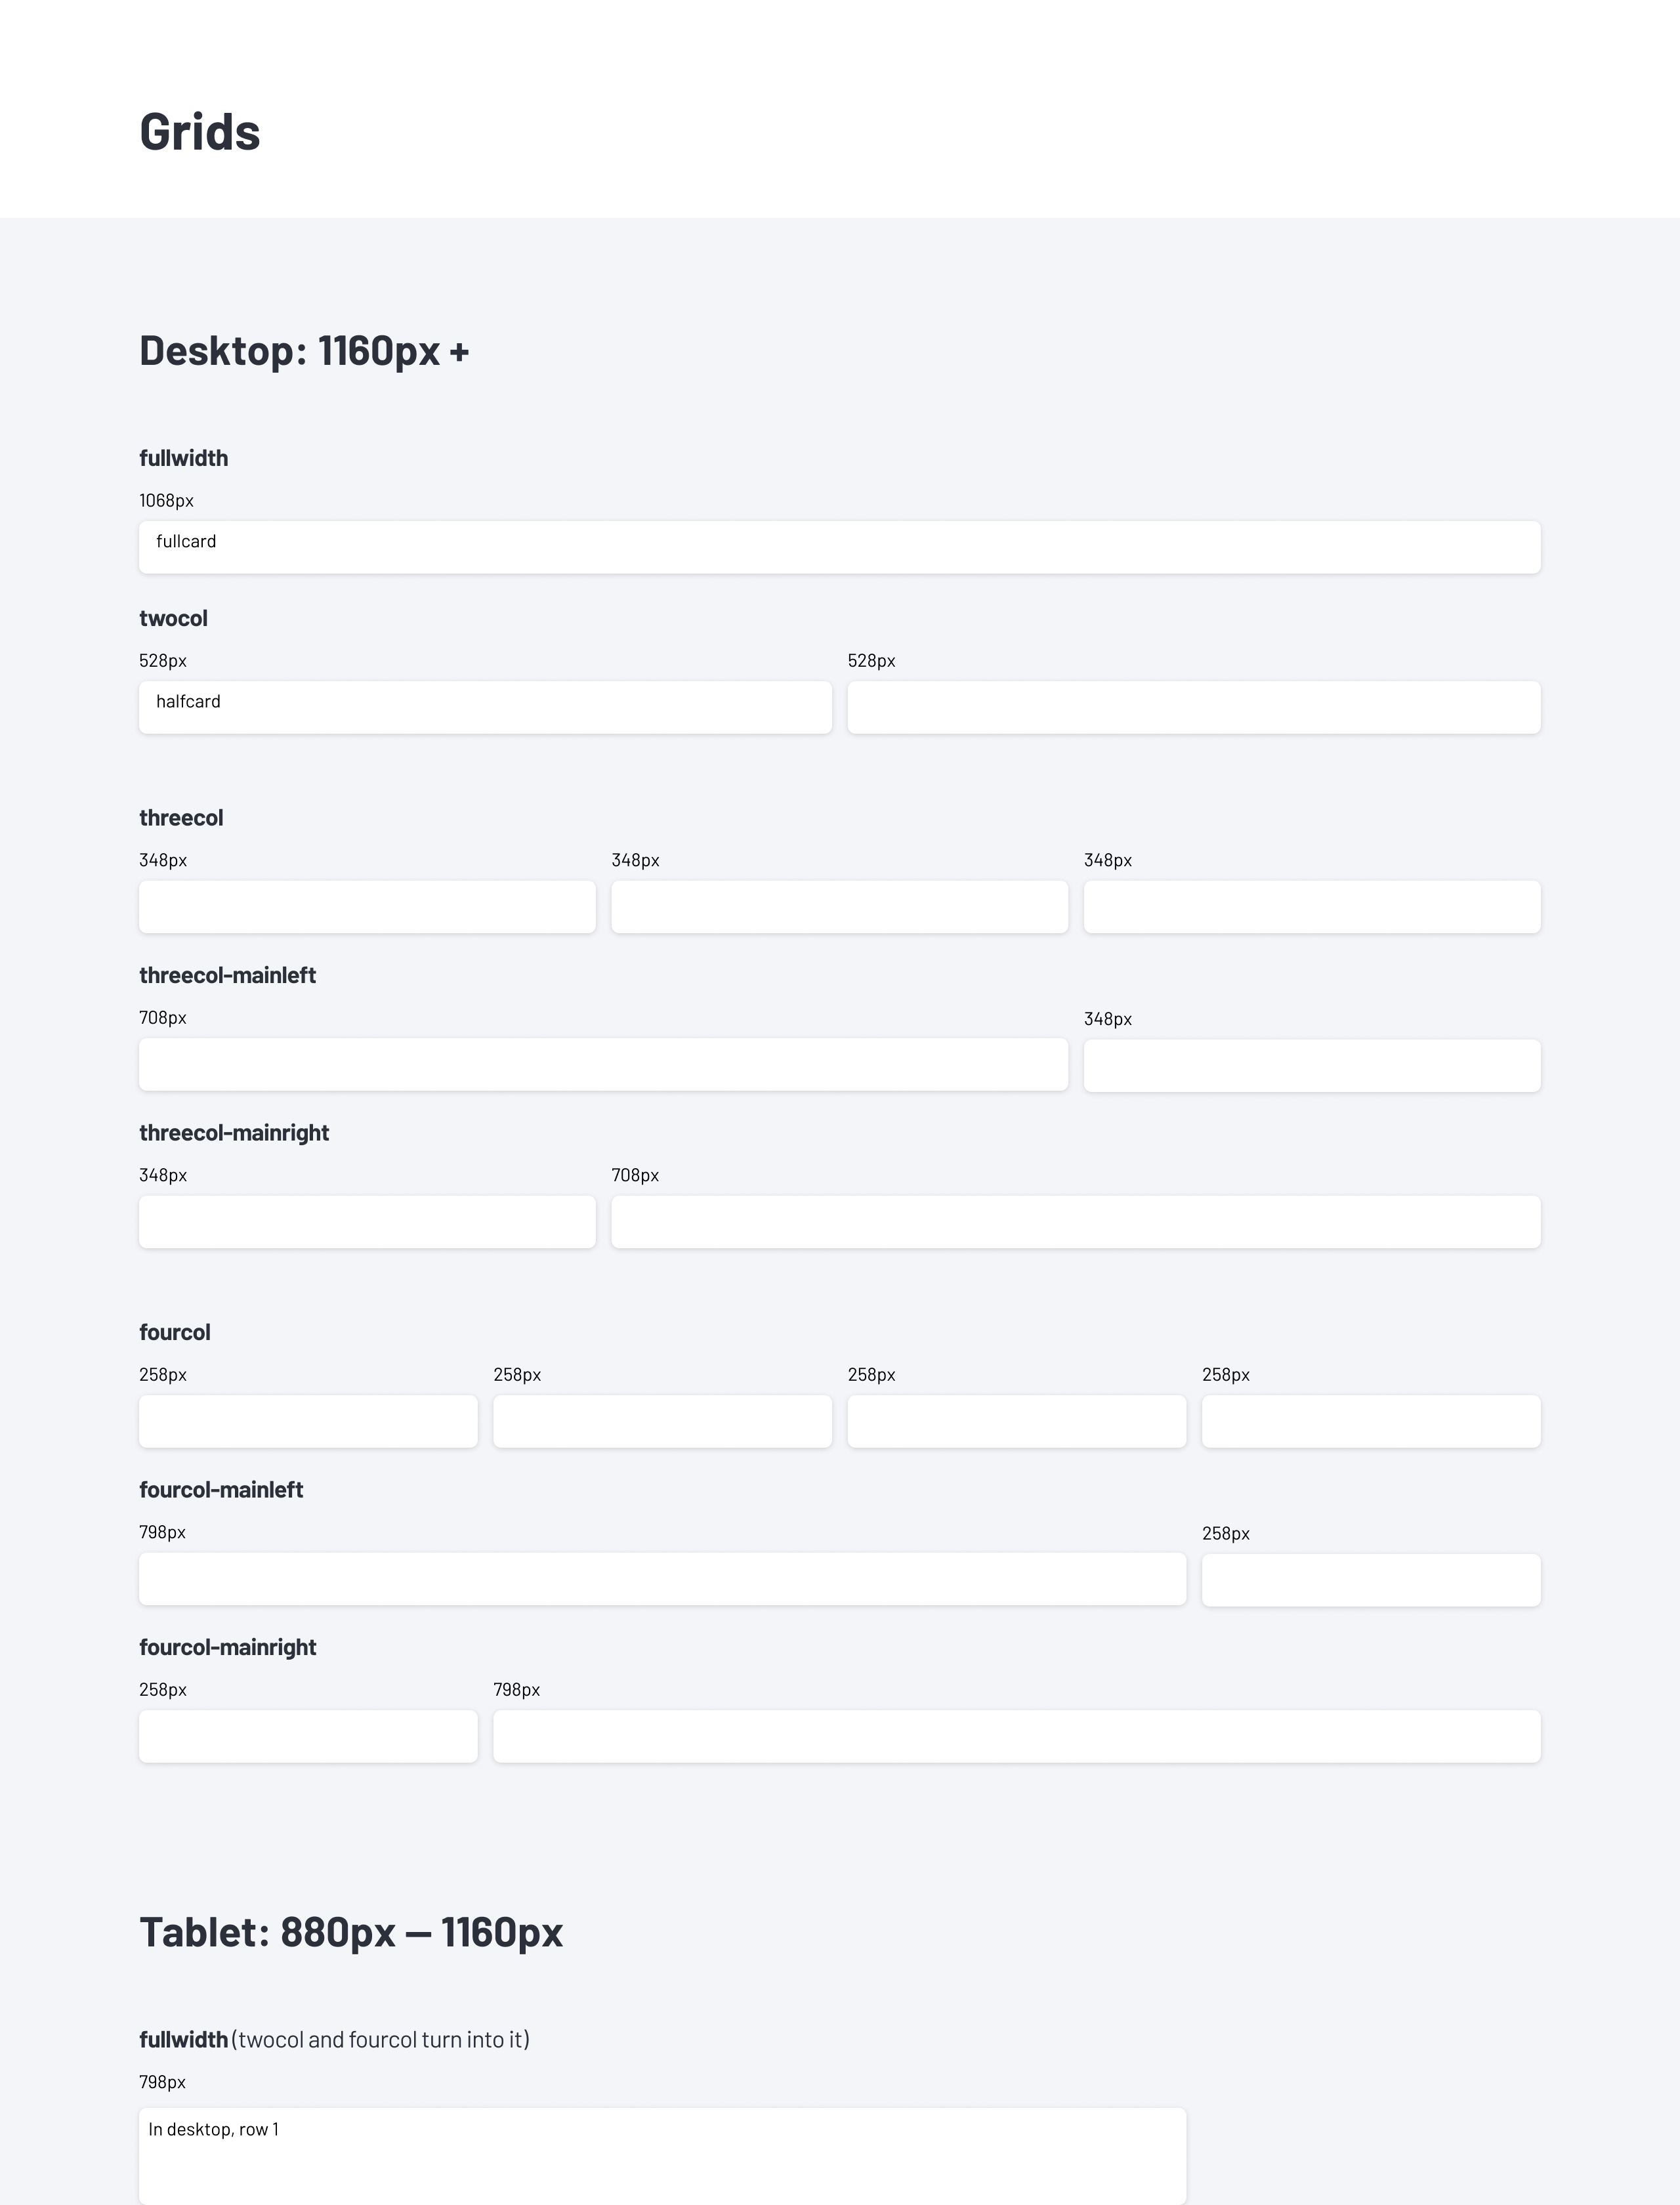 Grids
Desktop: 1160px +
fullwidth
1068px
fullcard
twocol
528px 528px
halfcard
threecol
348px 348px 348px
threecol-mainleft
708px 348px
threecol-mainright
348px 708px
fourcol
258px 258px 258px 258px
fourcol-mainleft
798px 258px
fourcol-mainright
258px 798px
Tablet: 880px — 1160px
fullwidth (twocol and fourcol turn into it)
798px
In desktop, row 1